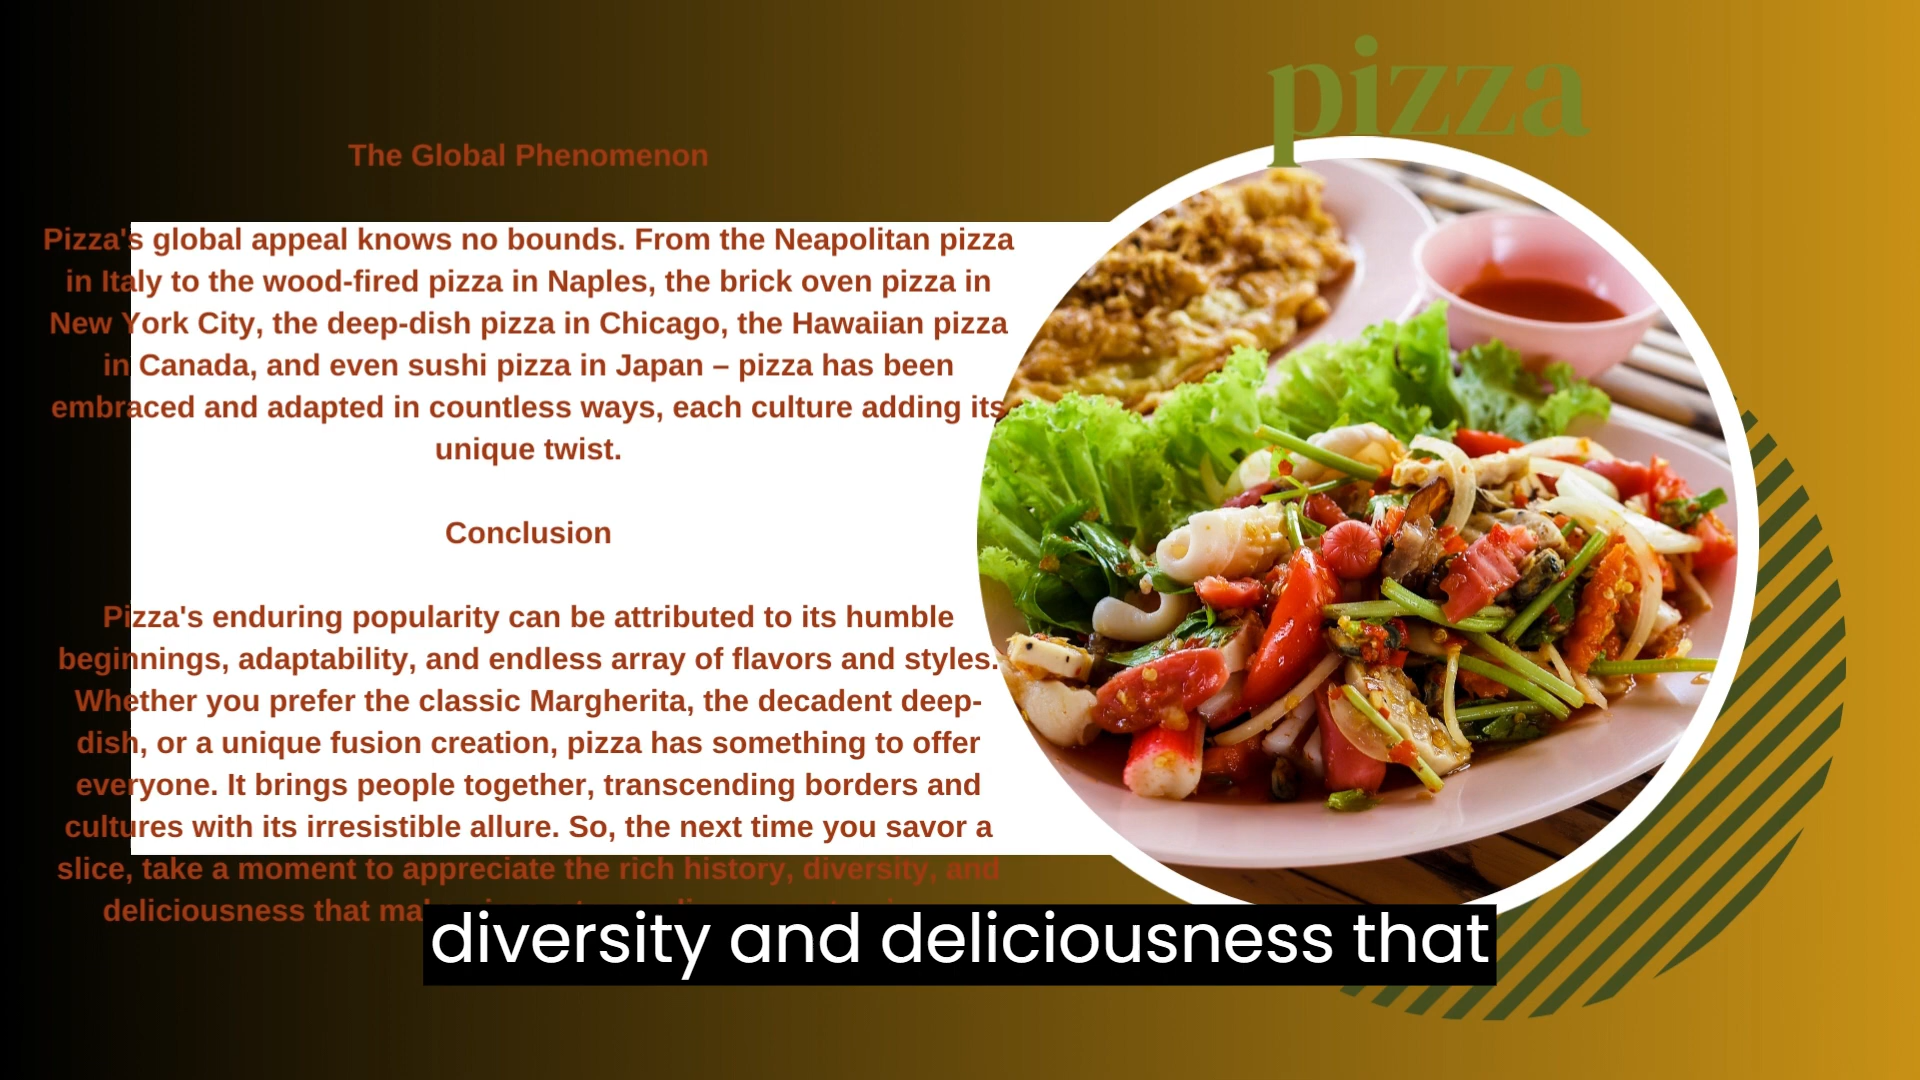 pizza
The Global Phenomenon
Pizza's global appeal knows no bounds. From the Neapolitan pizza
in Italy to the wood-fired pizza in Naples, the brick oven pizza in
New York City, the deep-dish pizza in Chicago, the Hawaiian pizza
in Canada, and even sushi pizza in Japan – pizza has been
embraced and adapted in countless ways, each culture adding its
unique twist.
Conclusion
Pizza's enduring popularity can be attributed to its humble
beginnings, adaptability, and endless array of flavors and styles.
Whether you prefer the classic Margherita, the decadent deep-
dish, or a unique fusion creation, pizza has something to offer
everyone. It brings people together, transcending borders and
cultures with its irresistible allure. So, the next time you savor a
slice, take a moment to appreciate the rich history, diversity, and
deliciousness that
diversity and deliciousness that